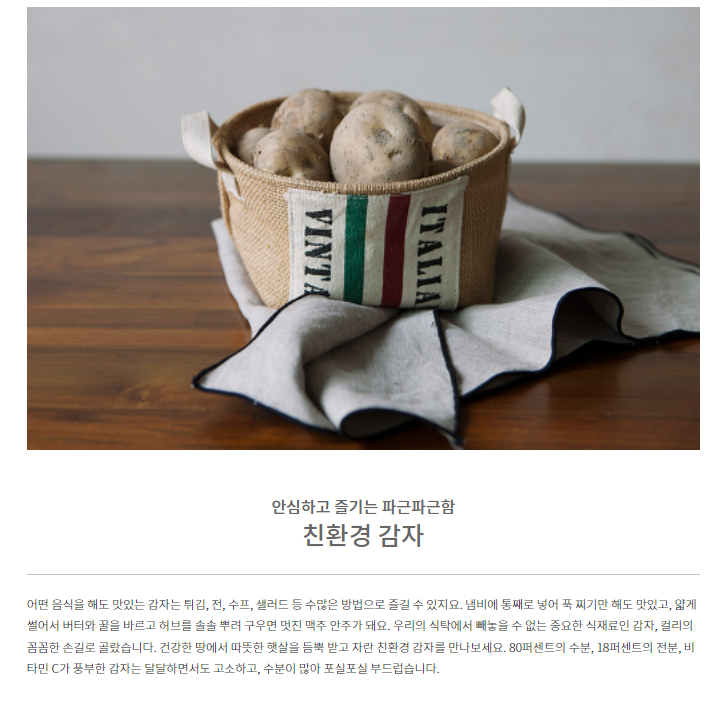 VINTA
ITALIA
안심하고 즐기는 파근파근함
친환경 감자
어떤 음식을 해도 맛있는 감자는 튀김, 전, 수프, 샐러드 등 수많은 방법으로 즐길 수 있지요. 냄비에 통째로 넣어 푹 찌기만 해도 맛있고, 얇게
썰어서 버터와 꿀을 바르고 허브를 솔솔 뿌려 구우면 멋진 맥주 안주가 돼요. 우리의 식탁에서 빼놓을 수 없는 중요한 식재료인 감자, 컬리의
꼼꼼한 손길로 골랐습니다. 건강한 땅에서 따뜻한 햇살을 듬뿍 받고 자란 친환경 감자를 만나보세요. 80퍼센트의 수분, 18퍼센트의 전분, 비
타민 C가 풍부한 감자는 달달하면서도 고소하고, 수분이 많아 포실포실 부드럽습니다.